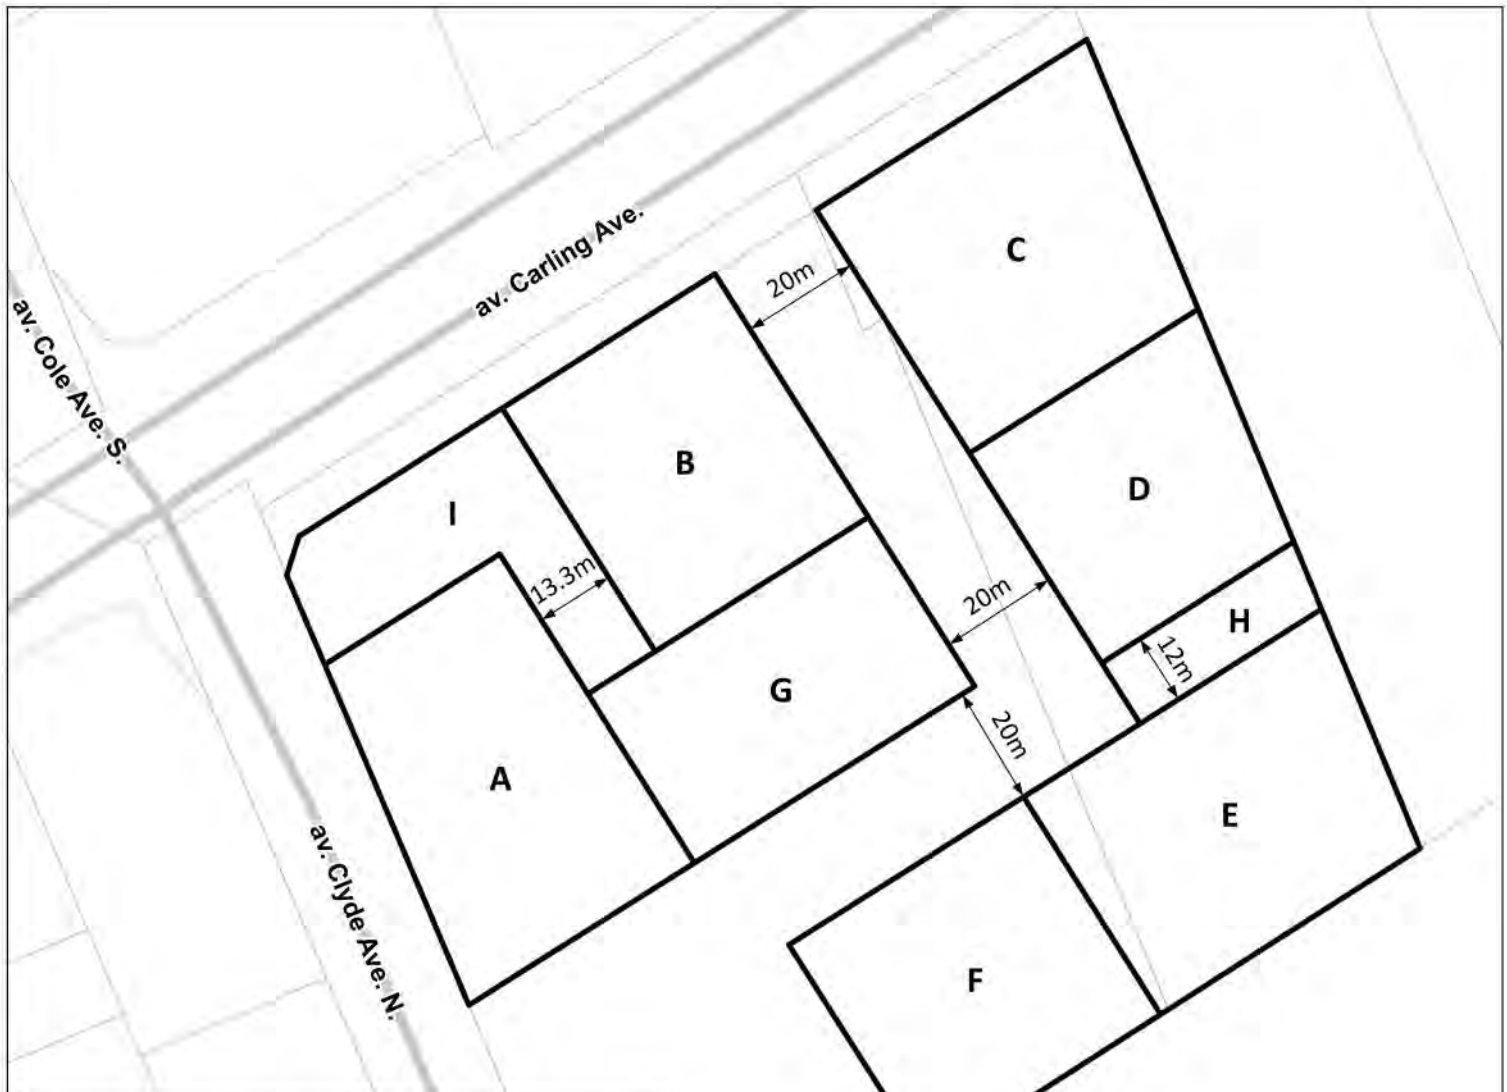 C
av. Carling Ave.
20m
av. Cole Ave. S.
B
D
I
13.3m
20m
H
12m
G
20m
A
E
av. Clyde Ave. N.
F